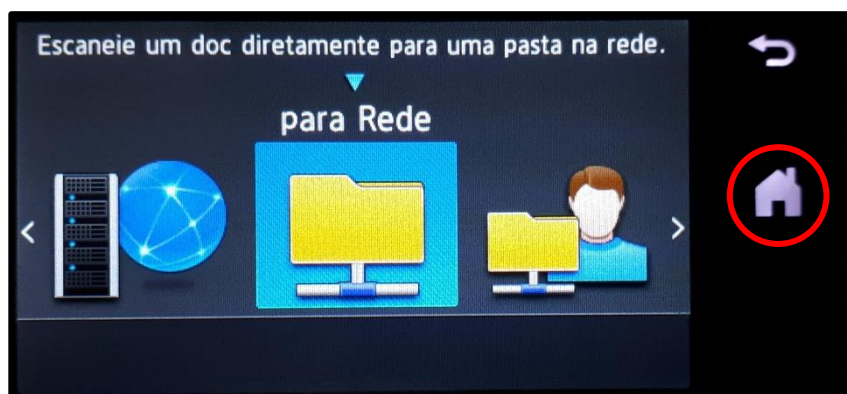 Escaneie um doc diretamente para uma pasta na rede.
para Rede